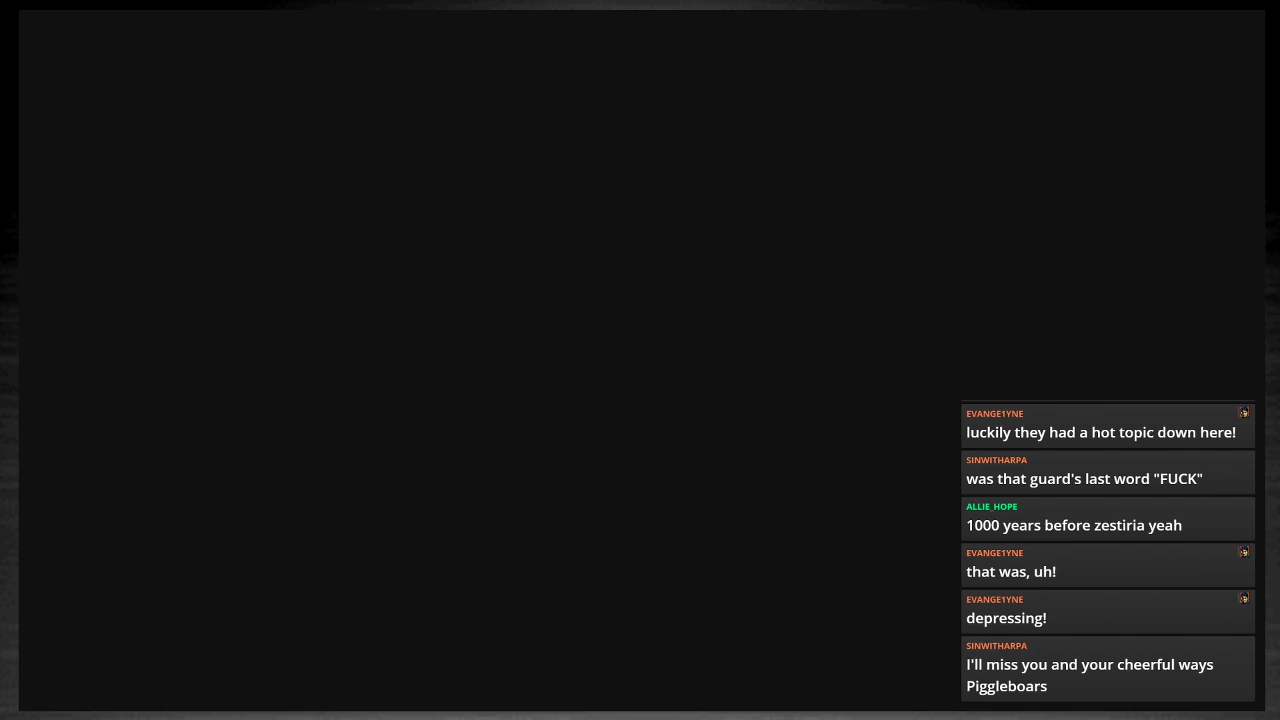 EVANGE1YNE
luckily they had a hot topic down here!
SINWITHARPA
was that guard's last word "FUCK"
ALLIE_HOPE
1000 years before zestiria yeah
EVANGE1YNE
that was, uh!
EVANGE1YNE
depressing!
SINWITHARPA
I'll miss you and your cheerful ways
Piggleboars